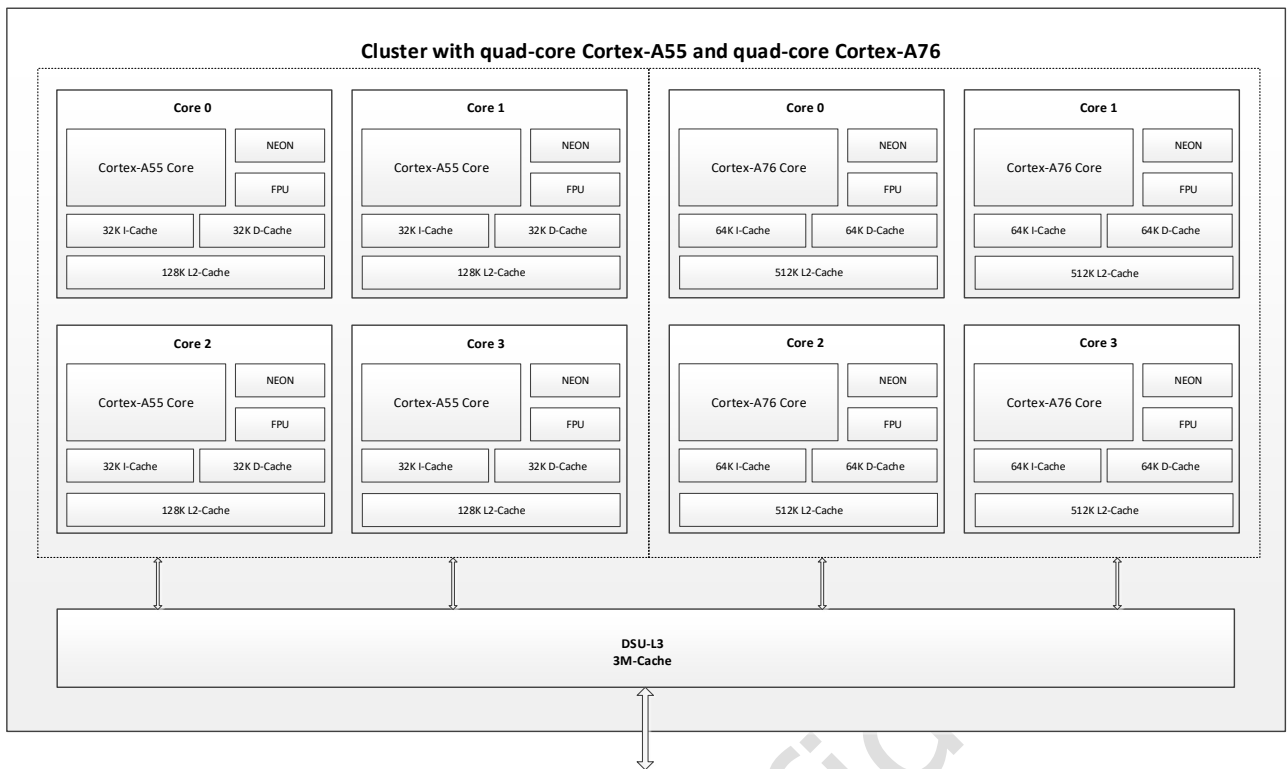 Cluster with quad-core Cortex-A55 and quad-core Cortex-A76
Core 0
Cortex-A55 Core
NEON
FPU
32K I-Cache
32K D-Cache
128K L2-Cache
Core 1
Cortex-A55 Core
NEON
FPU
32K I-Cache
32K D-Cache
128K L2-Cache
Core 0
Cortex-A76 Core
NEON
FPU
64K I-Cache
64K D-Cache
512K L2-Cache
Core 1
Cortex-A76 Core
NEON
FPU
64K I-Cache
64K D-Cache
512K L2-Cache
Core 2
Cortex-A55 Core
NEON
FPU
32K I-Cache
32K D-Cache
128K L2-Cache
Core 3
Cortex-A55 Core
NEON
FPU
32K I-Cache
32K D-Cache
128K L2-Cache
Core 2
Cortex-A76 Core
NEON
FPU
64K I-Cache
64K D-Cache
512K L2-Cache
Core 3
Cortex-A76 Core
NEON
FPU
64K I-Cache
64K D-Cache
512K L2-Cache
DSU-L3
3M-Cache